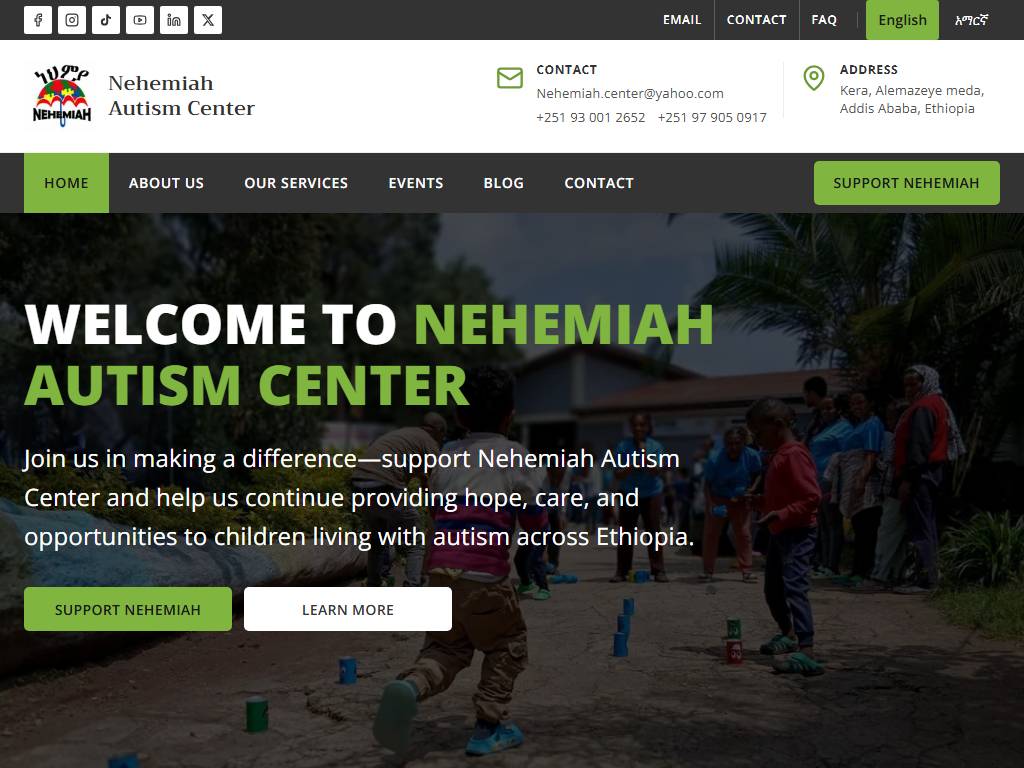 EMAIL CONTACT FAQ English አማርኛ
ነህምያ
NEHEMIAH
Nehemiah
Autism Center
CONTACT
Nehemiah.center@yahoo.com
+251 93 001 2652 +251 97 905 0917
ADDRESS
Kera, Alemazeye meda,
Addis Ababa, Ethiopia
HOME ABOUT US OUR SERVICES EVENTS BLOG CONTACT SUPPORT NEHEMIAH
WELCOME TO NEHEMIAH
AUTISM CENTER
Join us in making a difference—support Nehemiah Autism
Center and help us continue providing hope, care, and
opportunities to children living with autism across Ethiopia.
SUPPORT NEHEMIAH LEARN MORE